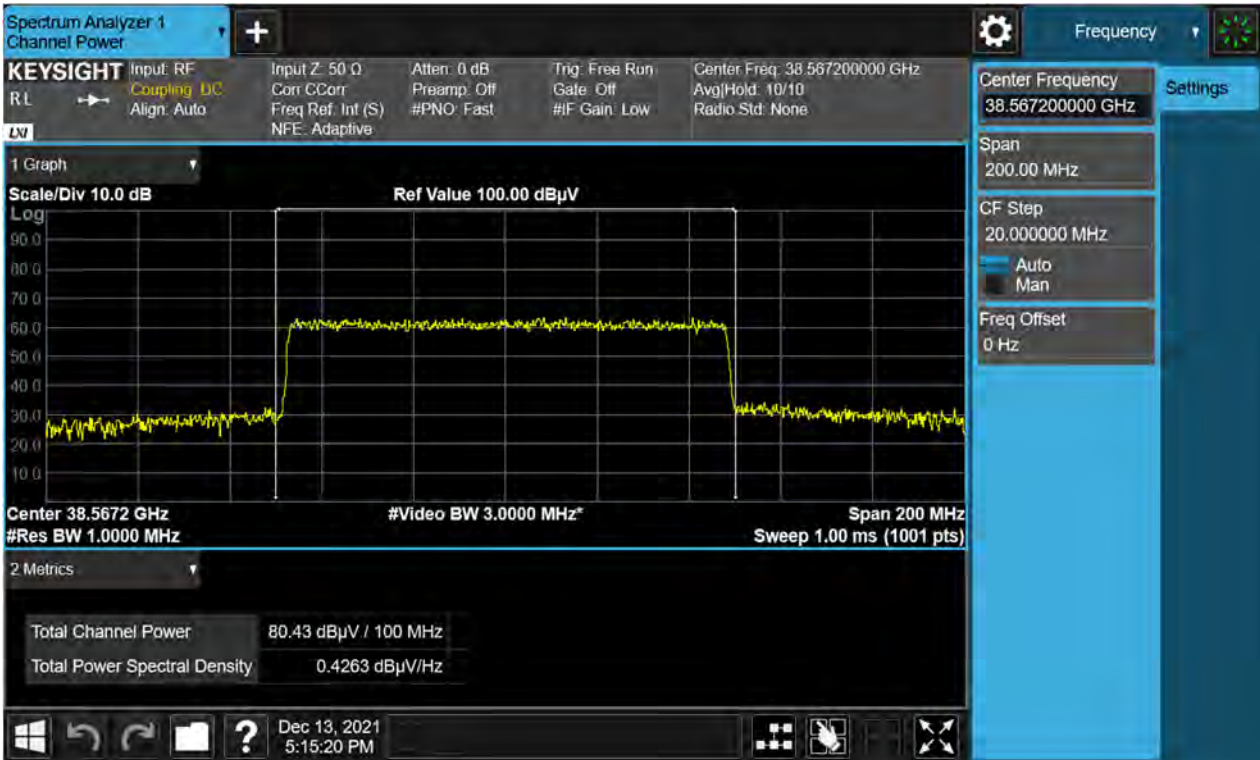 Spectrum Analyzer 1
Channel Power
+
Frequency
KEYSIGHT
RL
LXI
Input: RF
Coupling: DC
Align: Auto
Input Z: 50 Ω
Corr CCorr
Freq Ref: Int (S)
NFE: Adaptive
Atten: 0 dB
Preamp: Off
#PNO: Fast
Trig: Free Run
Gate: Off
#IF Gain: Low
Center Freq: 38.567200000 GHz
Avg|Hold: 10/10
Radio Std: None
Center Frequency
38.567200000 GHz
Settings
Span
200.00 MHz
CF Step
20.000000 MHz
Auto
Man
Freq Offset
0 Hz
1 Graph
Scale/Div 10.0 dB
Ref Value 100.00 dBµV
Log
90.0
80.0
70.0
60.0
50.0
40.0
30.0
20.0
10.0
Center 38.5672 GHz
#Video BW 3.0000 MHz*
Span 200 MHz
#Res BW 1.0000 MHz
Sweep 1.00 ms (1001 pts)
2 Metrics
Total Channel Power
80.43 dBµV / 100 MHz
Total Power Spectral Density
0.4263 dBµV/Hz
?
Dec 13, 2021
5:15:20 PM